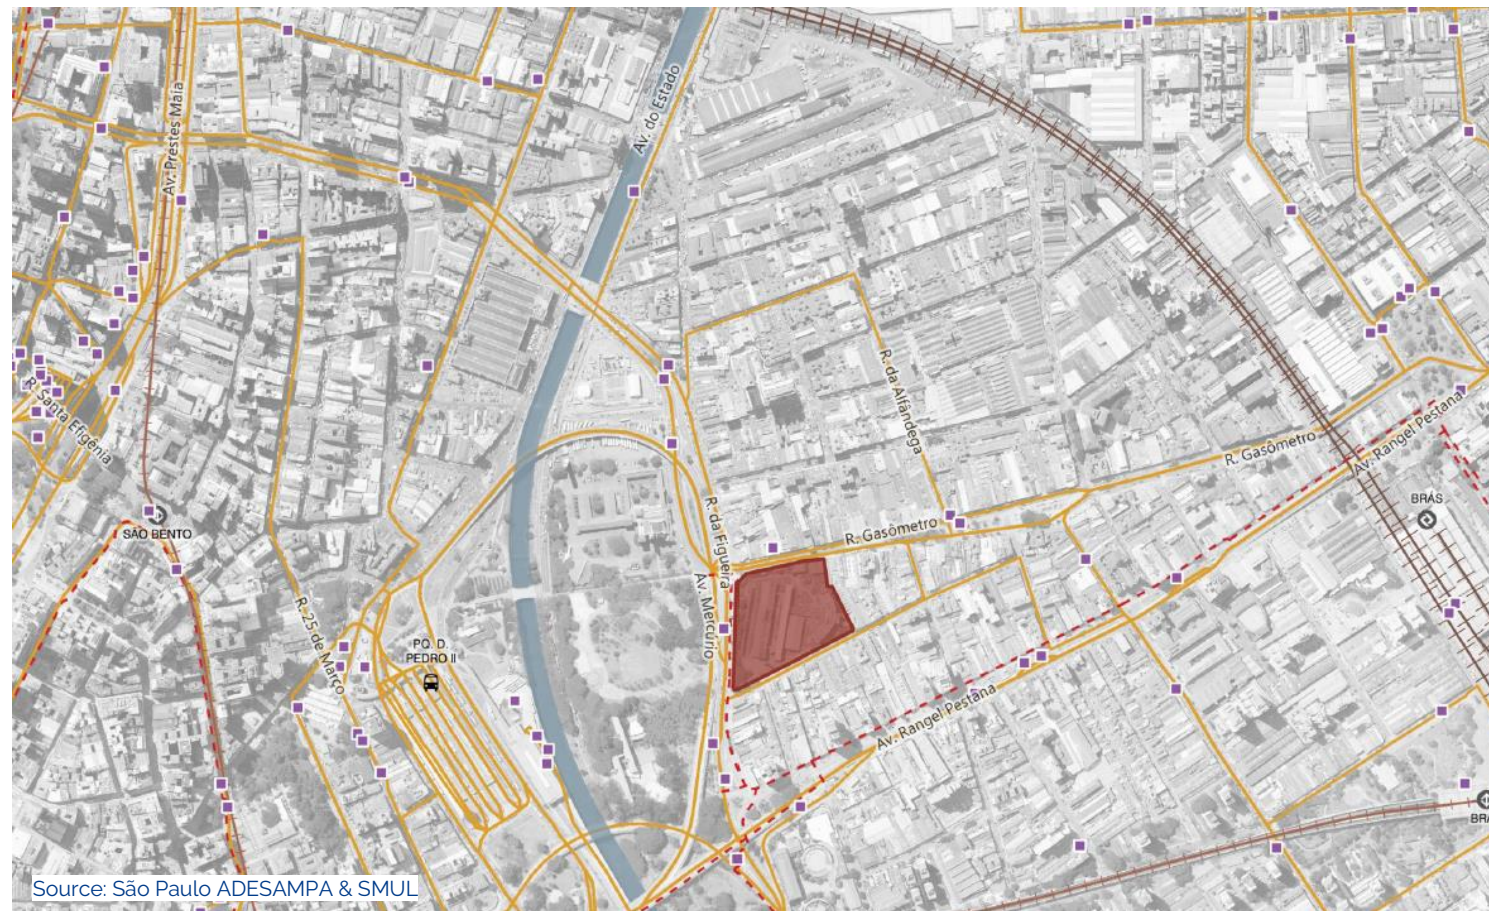 Av. Prestes Maia
Av. do Estado
R. Santa Efigênia
SÃO BENTO
R. 25 de Março
PQ. D.
PEDRO II
R. da Figueira
Av. Mercúrio
R. da Alfândega
R. Gasômetro
R. Gasômetro
Av. Rangel Pestana
Av. Rangel Pestana
BRÁS
BRÁ
Source: São Paulo ADESAMPA & SMUL